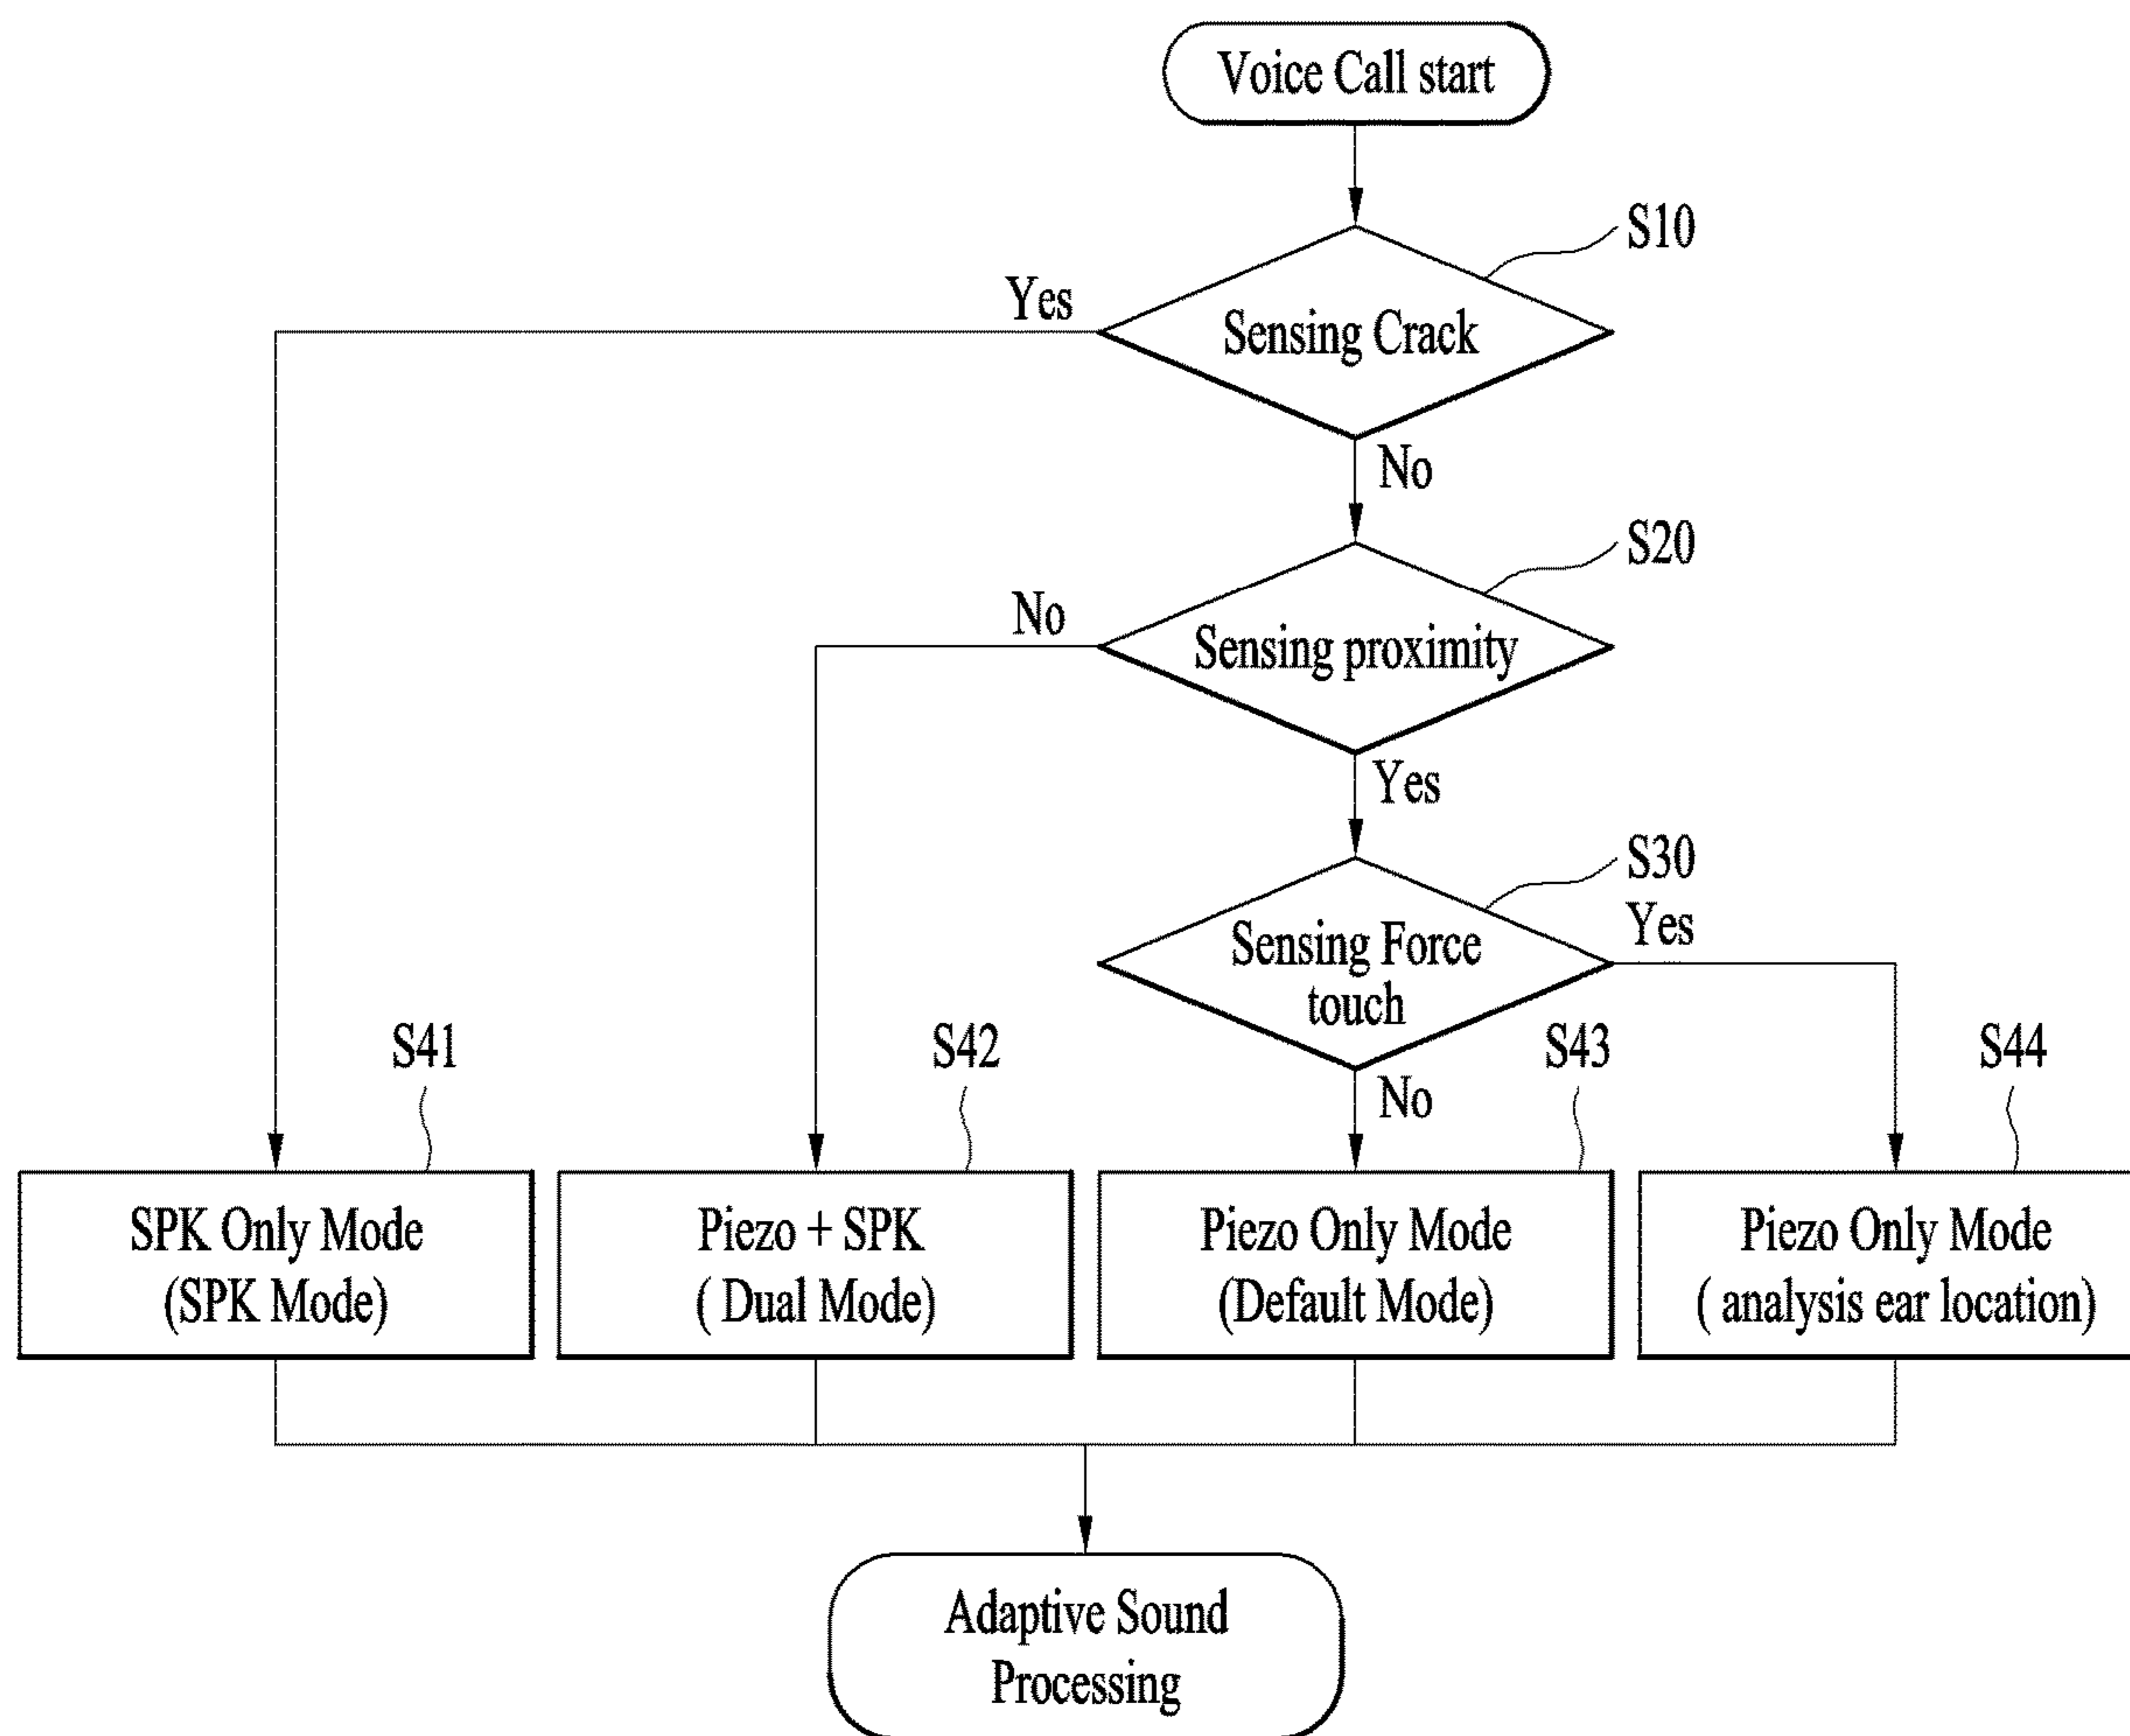 Voice Call start
S10
Yes
Sensing Crack
No
S20
No
Sensing proximity
Yes
S30
Yes
Sensing Force
touch
No
S41
S42
S43
S44
SPK Only Mode
(SPK Mode)
Piezo + SPK
( Dual Mode)
Piezo Only Mode
(Default Mode)
Piezo Only Mode
( analysis ear location)
Adaptive Sound
Processing